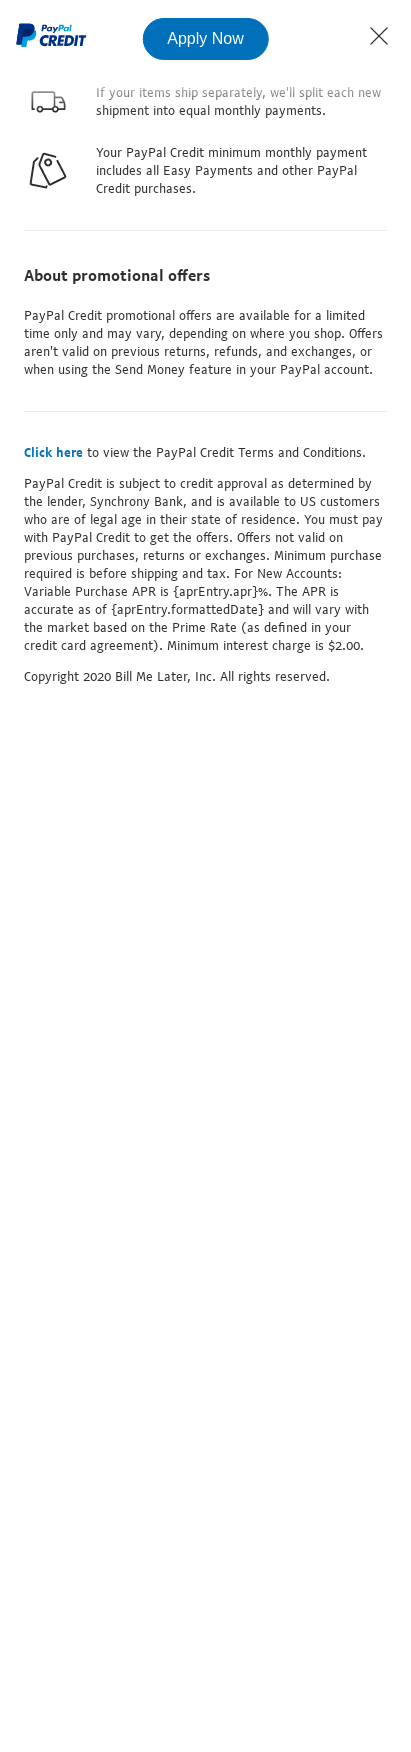 PayPal
CREDIT
Apply Now
If your items ship separately, we'll split each new
shipment into equal monthly payments.
Your PayPal Credit minimum monthly payment
includes all Easy Payments and other PayPal
Credit purchases.
About promotional offers
PayPal Credit promotional offers are available for a limited
time only and may vary, depending on where you shop. Offers
aren't valid on previous returns, refunds, and exchanges, or
when using the Send Money feature in your PayPal account.
Click here to view the PayPal Credit Terms and Conditions.
PayPal Credit is subject to credit approval as determined by
the lender, Synchrony Bank, and is available to US customers
who are of legal age in their state of residence. You must pay
with PayPal Credit to get the offers. Offers not valid on
previous purchases, returns or exchanges. Minimum purchase
required is before shipping and tax. For New Accounts:
Variable Purchase APR is {aprEntry.apr}%. The APR is
accurate as of {aprEntry.formattedDate} and will vary with
the market based on the Prime Rate (as defined in your
credit card agreement). Minimum interest charge is $2.00.
Copyright 2020 Bill Me Later, Inc. All rights reserved.